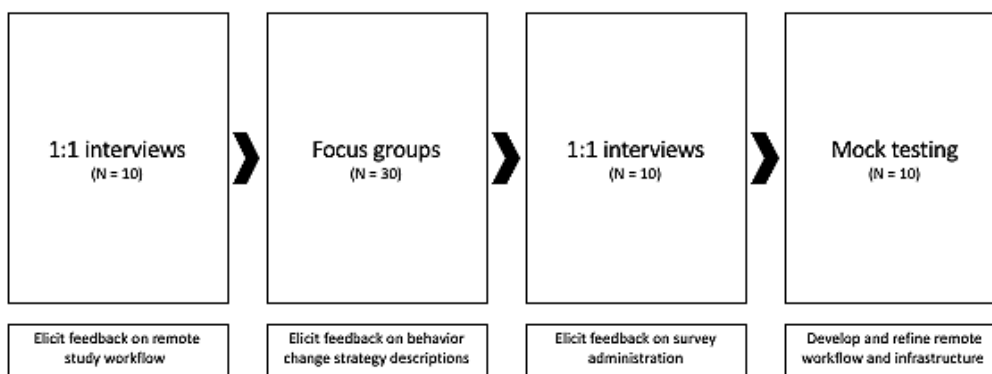 1:1 interviews
(N = 10)
Focus groups
(N = 30)
1:1 interviews
(N = 10)
Mock testing
(N = 10)
Elicit feedback on remote
study workflow
Elicit feedback on behavior
change strategy descriptions
Elicit feedback on survey
administration
Develop and refine remote
workflow and infrastructure